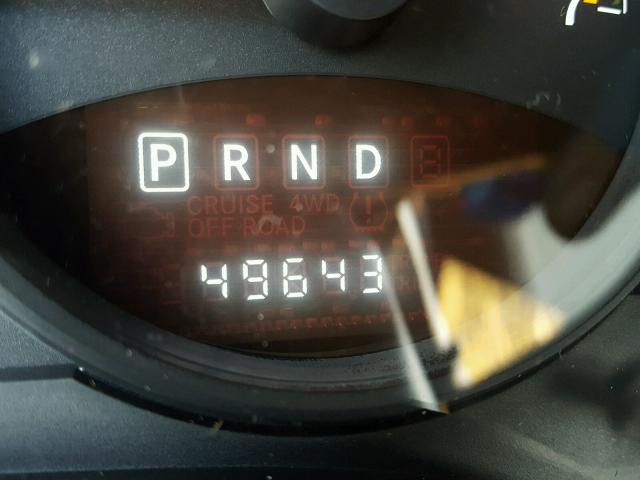 P R N D
CRUISE 4WD
OFF ROAD
49643